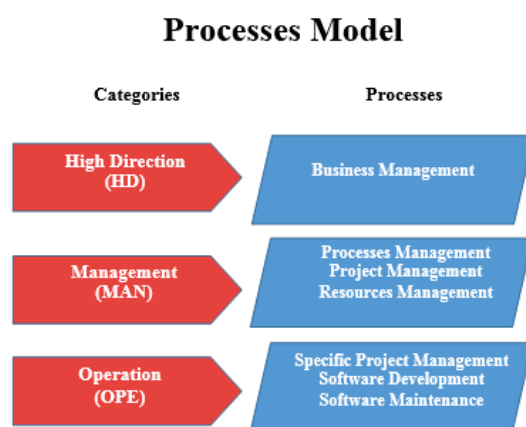 Processes Model
Categories
Processes
High Direction
(HD)
Business Management
Management
(MAN)
Processes Management
Project Management
Resources Management
Operation
(OPE)
Specific Project Management
Software Development
Software Maintenance